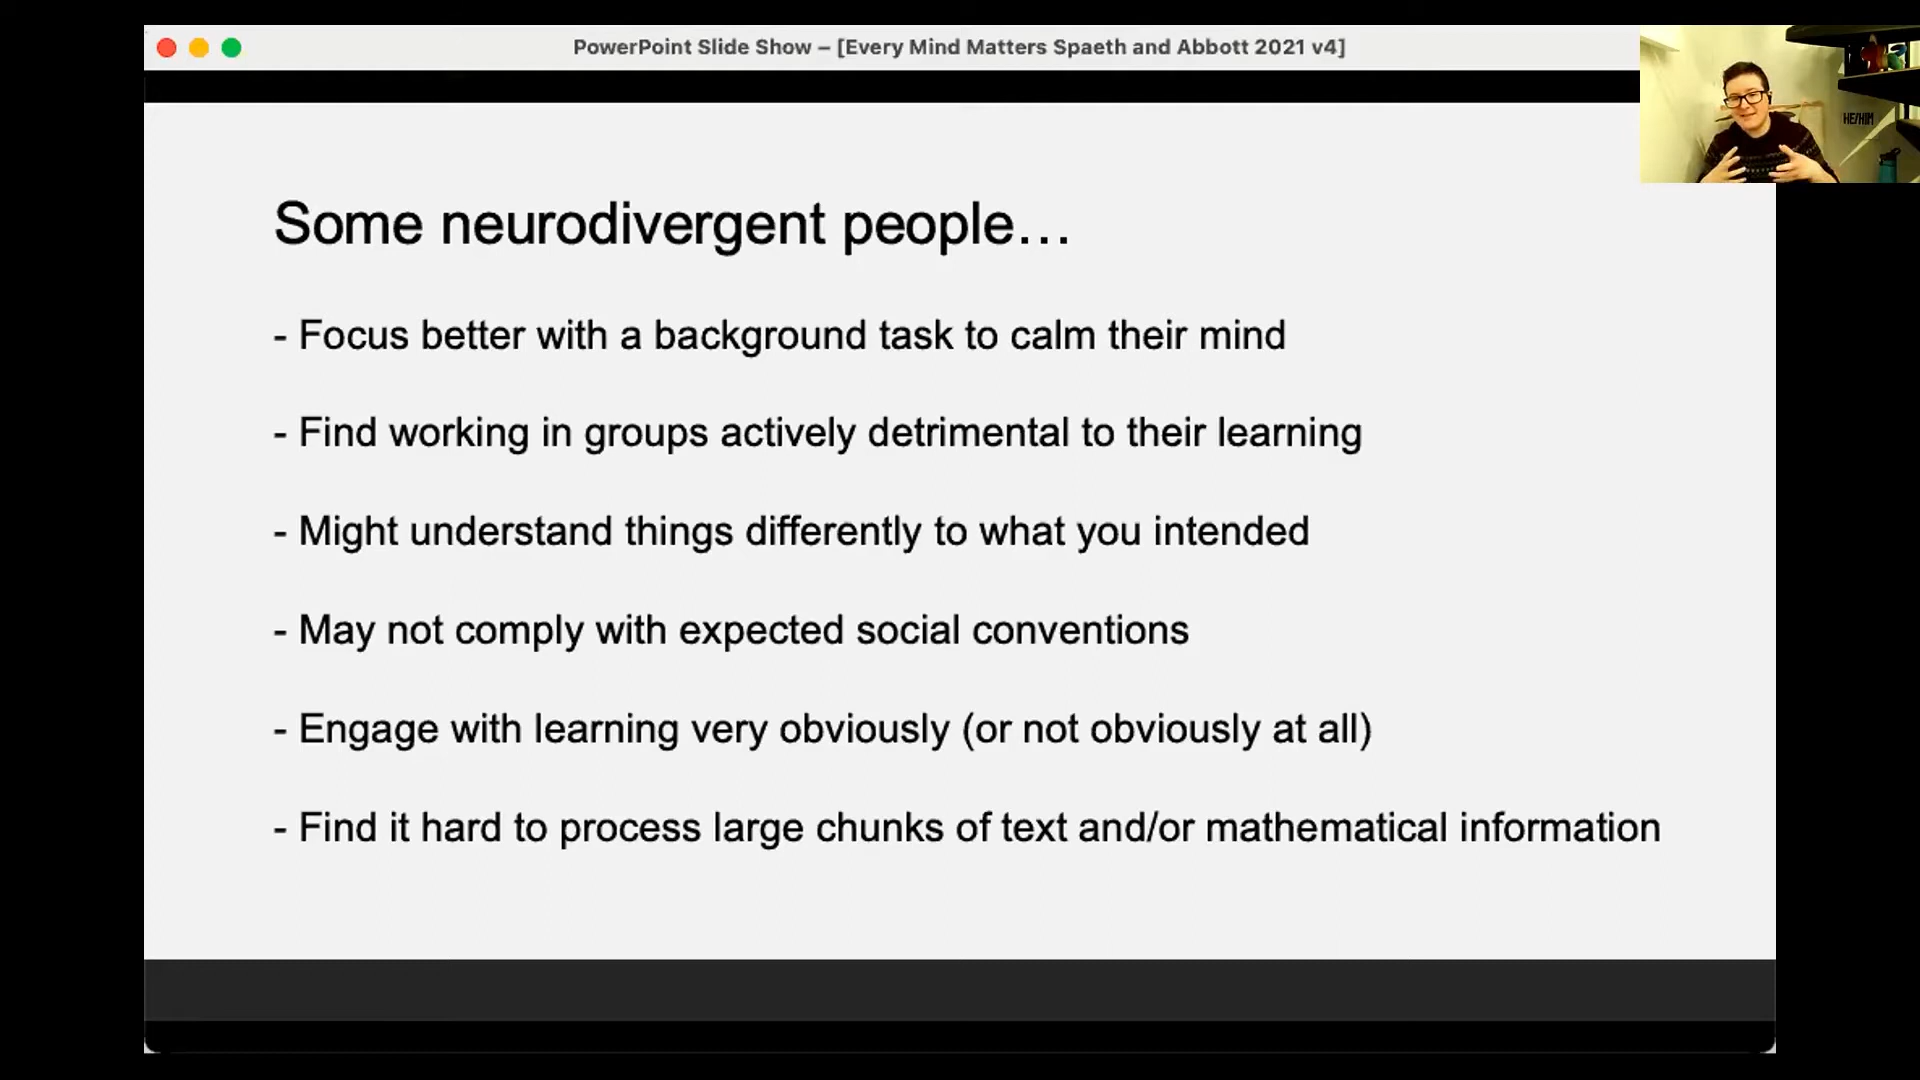 PowerPoint Slide Show – [Every Mind Matters Spaeth and Abbott 2021 v4]
HE/HIM
Some neurodivergent people…
- Focus better with a background task to calm their mind
- Find working in groups actively detrimental to their learning
- Might understand things differently to what you intended
- May not comply with expected social conventions
- Engage with learning very obviously (or not obviously at all)
- Find it hard to process large chunks of text and/or mathematical information